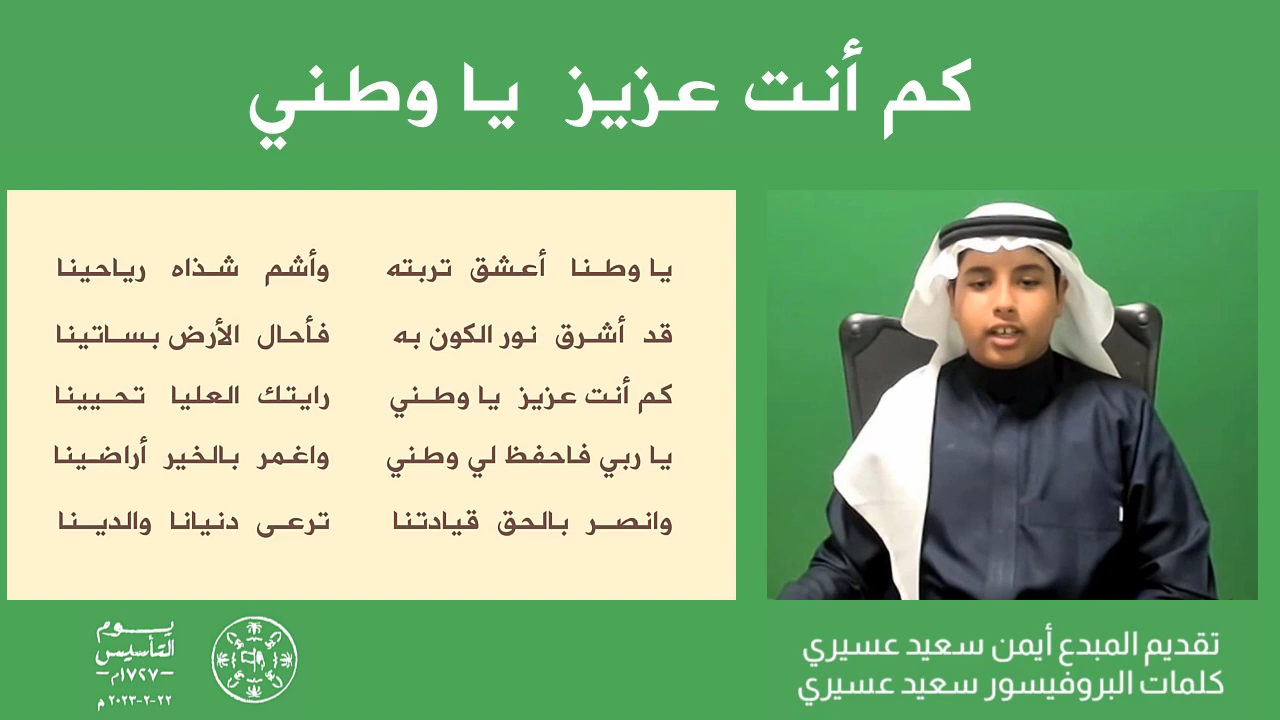 كم أنت عزيز يا وطني
يا وطنا أعشق تربته وأشم شذاه رياحينا
قد أشرق نور الكون به فأحال الأرض بساتينا
كم أنت عزيز يا وطني رايتك العليا تحيينا
يا ربي فاحفظ لي وطني واغمر بالخير أراضينا
وانصر بالحق قيادتنا ترعى دنيانا والدينا
تقديم المبدع أيمن سعيد عسيري
كلمات البروفيسور سعيد عسيري
يوم
التأسيس
١٧٢٧م
٢٢-٢-٢٠٢٣ م